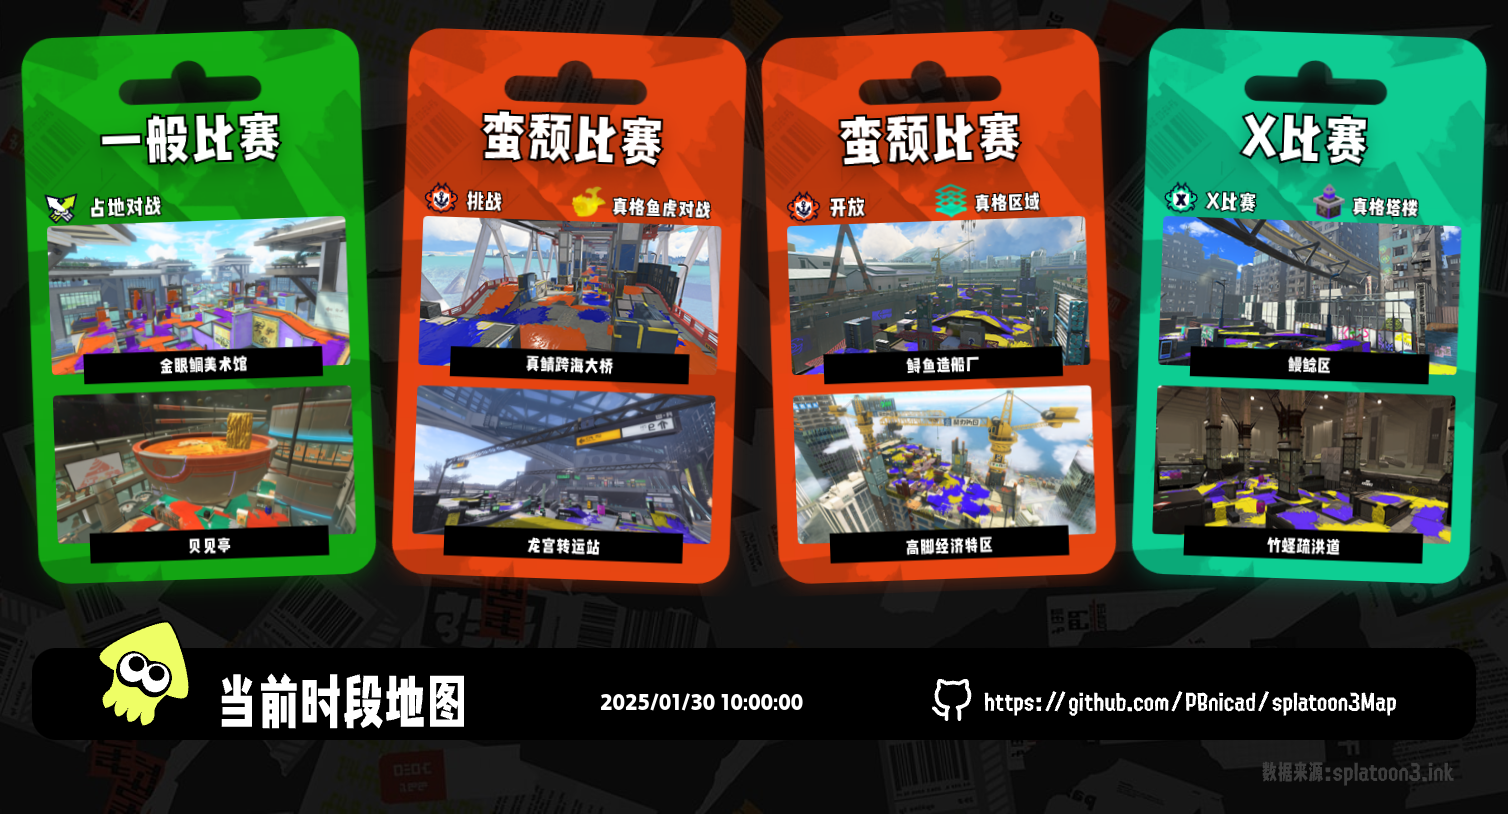 一般比赛
占地对战
金眼鲷美术馆
贝见亭
蛮颓比赛
挑战
真格鱼虎对战
真鲭跨海大桥
龙宫转运站
蛮颓比赛
开放
真格区域
鲟鱼造船厂
高脚经济特区
X比赛
X比赛
真格塔楼
鳗鲶区
竹蛏疏洪道
当前时段地图
2025/01/30 10:00:00
https://github.com/PBnicad/splatoon3Map
数据来源:splatoon3.ink